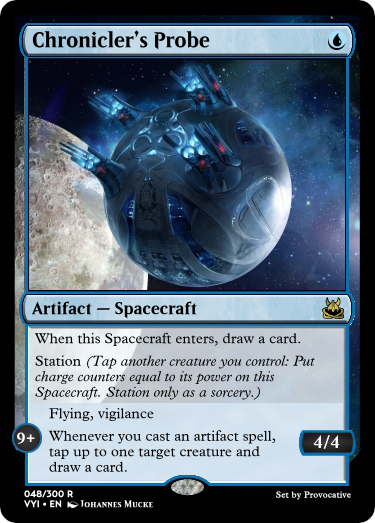 Chronicler's Probe
Artifact — Spacecraft
When this Spacecraft enters, draw a card.
Station (Tap another creature you control: Put
charge counters equal to its power on this
Spacecraft. Station only as a sorcery.)
Flying, vigilance
9+
Whenever you cast an artifact spell,
tap up to one target creature and
draw a card.
4/4
048/300 R
VYI • EN Johannes Mucke
Set by Provocative